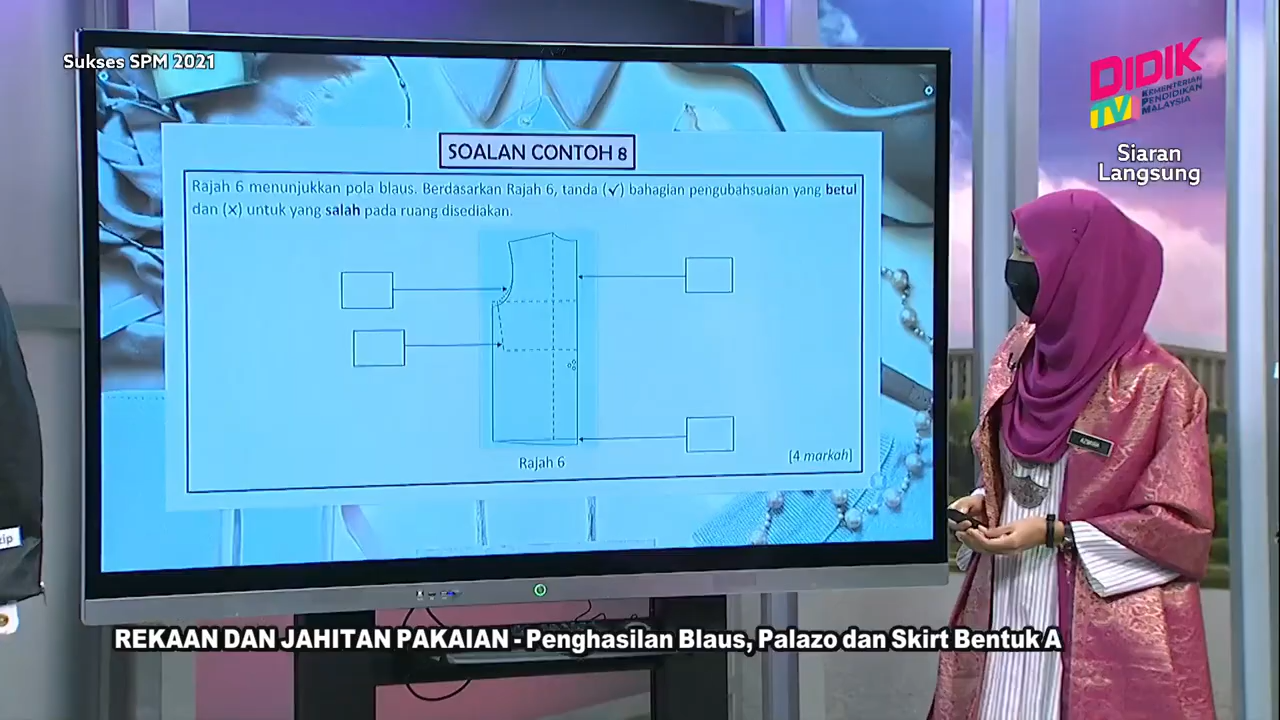 Sukses SPM 2021
DIDIK
TV
KEMENTERIAN
PENDIDIKAN
MALAYSIA
Siaran
Langsung
SOALAN CONTOH 8
Rajah 6 menunjukkan pola blaus. Berdasarkan Rajah 6, tanda (✓) bahagian pengubahsuaian yang betul
dan (X) untuk yang salah pada ruang disediakan.
Rajah 6
[4 markah]
zip
REKAAN DAN JAHITAN PAKAIAN - Penghasilan Blaus, Palazo dan Skirt Bentuk A